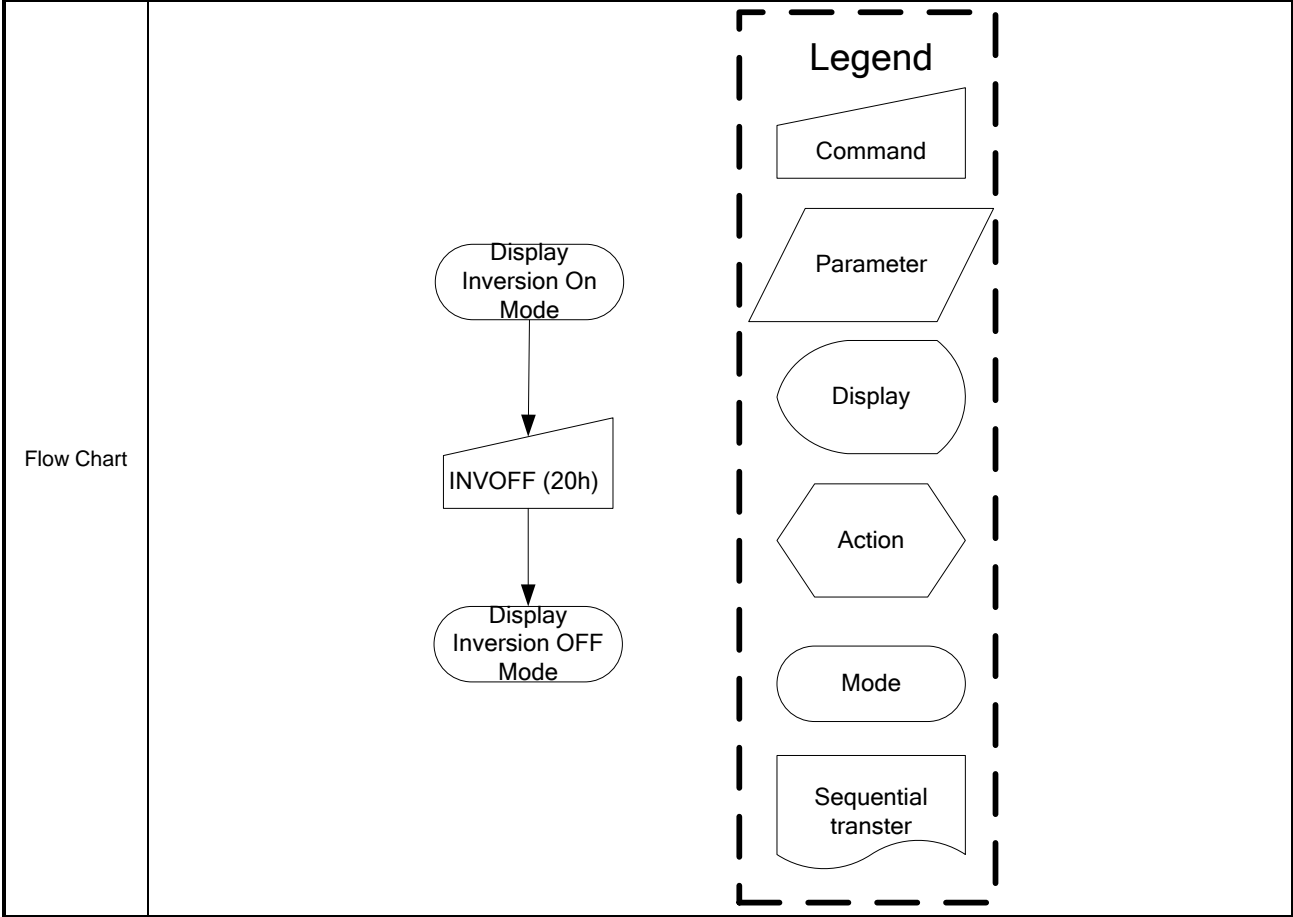 Flow Chart
Display
Inversion On
Mode
INVOFF (20h)
Display
Inversion OFF
Mode
Legend
Command
Parameter
Display
Action
Mode
Sequential
transter